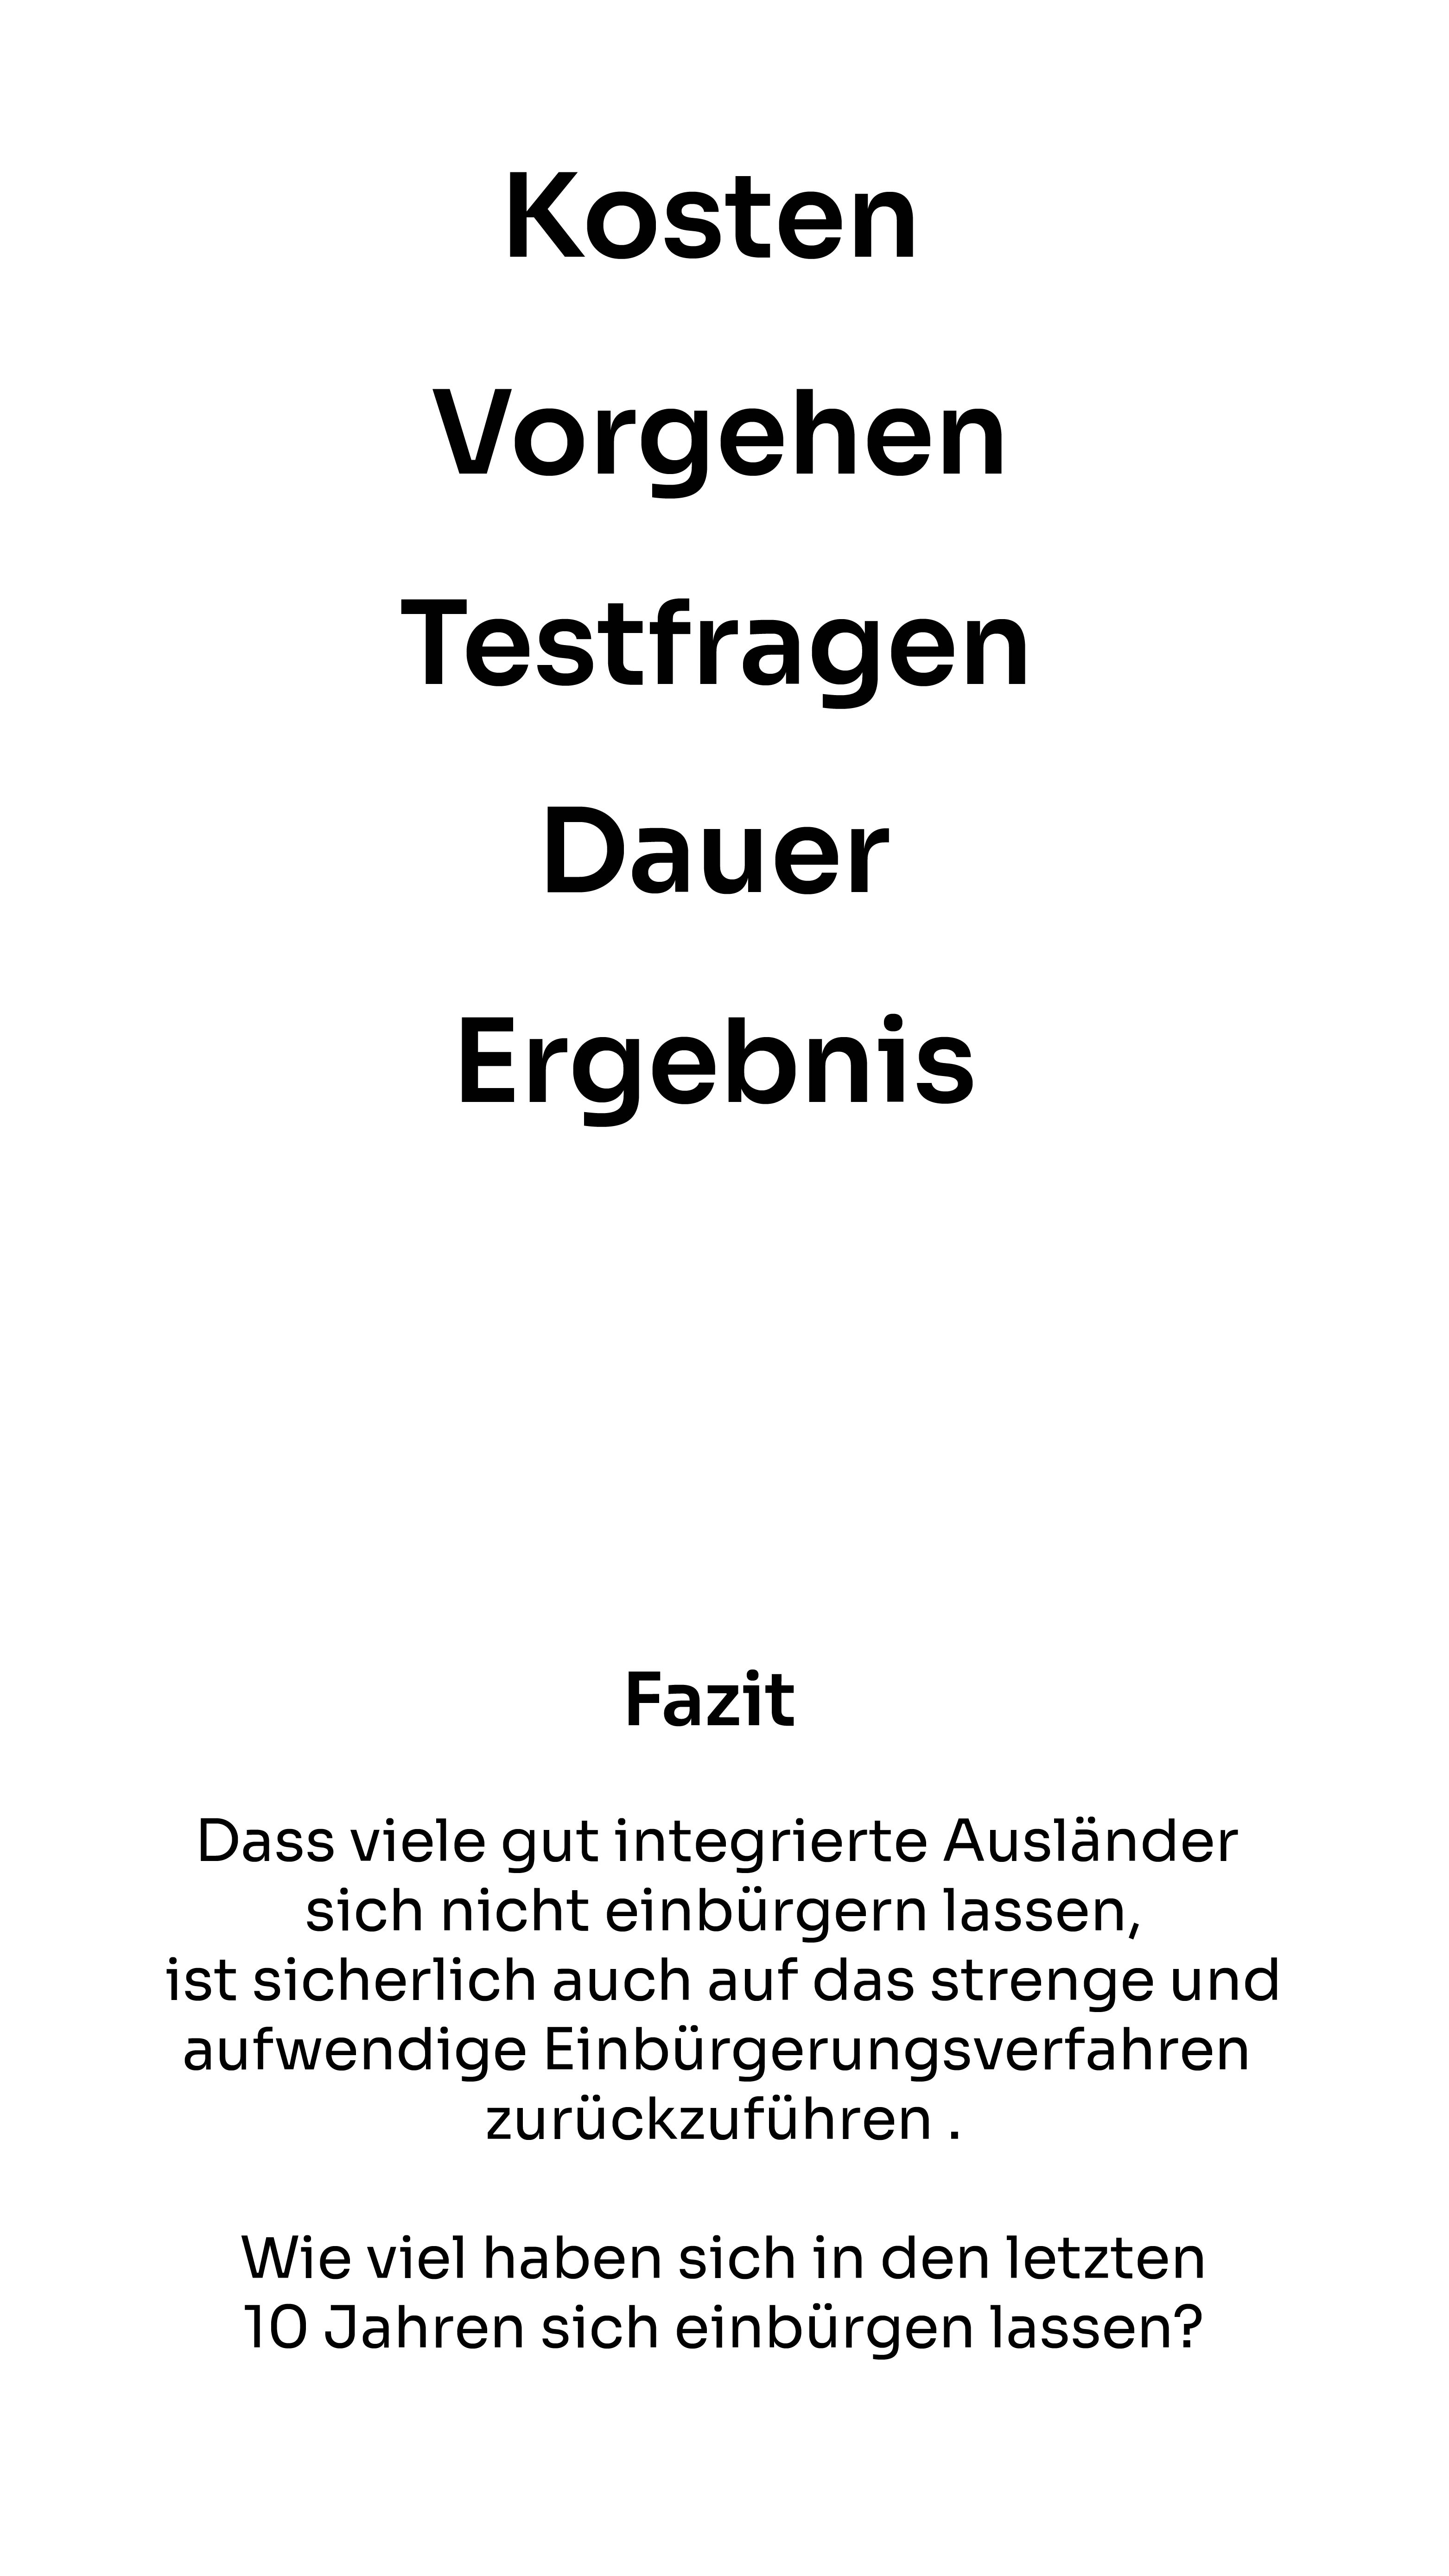 Kosten
Vorgehen
Testfragen
Dauer
Ergebnis
Fazit
Dass viele gut integrierte Ausländer
sich nicht einbürgern lassen,
ist sicherlich auch auf das strenge und
aufwendige Einbürgerungsverfahren
zurückzuführen .
Wie viel haben sich in den letzten
10 Jahren sich einbürgen lassen?